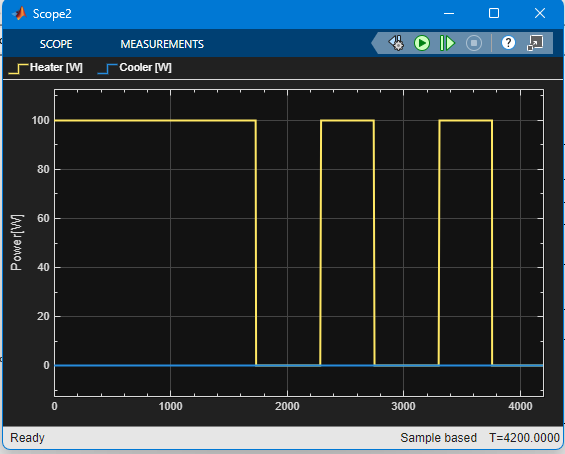 Scope2
SCOPE MEASUREMENTS
Heater [W] Cooler [W]
Power[W]
100
80
60
40
20
0
0 1000 2000 3000 4000
Ready Sample based T=4200.0000